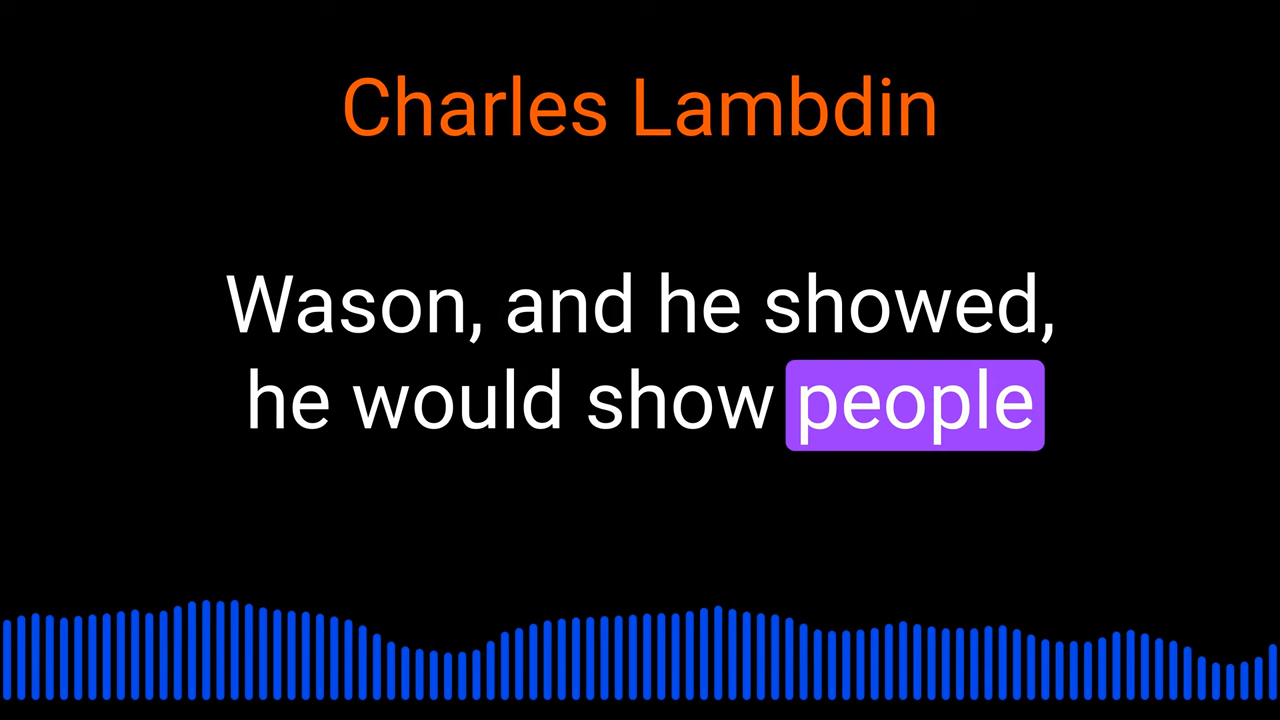 Charles Lambdin
Wason, and he showed,
he would show people